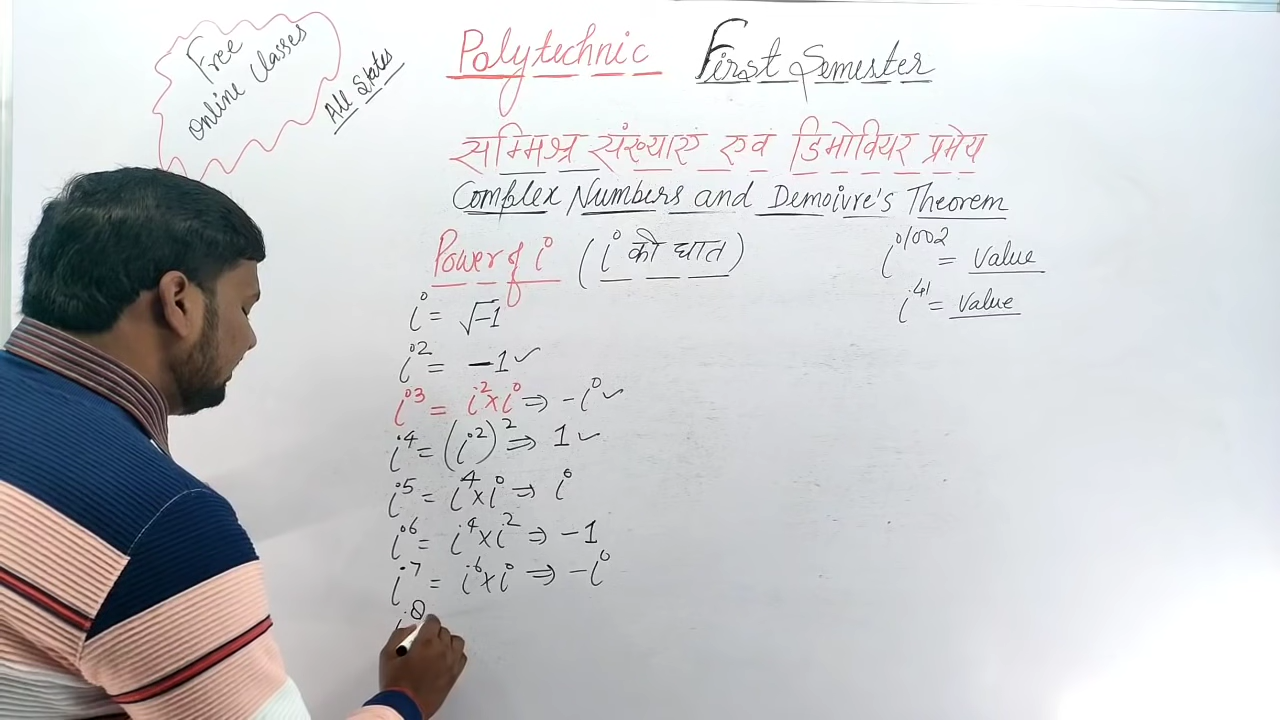 Free
online classes
All States
Polytechnic First Semester
सम्मिश्र संख्याएं एवं डिमोवियर प्रमेय
Complex Numbers and Demoivre's Theorem
Power of i (i की घात)
i = √-1
i² = -1 ✓
i³ = i² × i ⇒ -i ✓
i⁴ = (i²)² ⇒ 1 ✓
i⁵ = i⁴ × i ⇒ i
i⁶ = i⁴ × i² ⇒ -1
i⁷ = i⁶ × i ⇒ -i
i⁸
i¹⁰⁰² = Value
i⁴¹ = Value